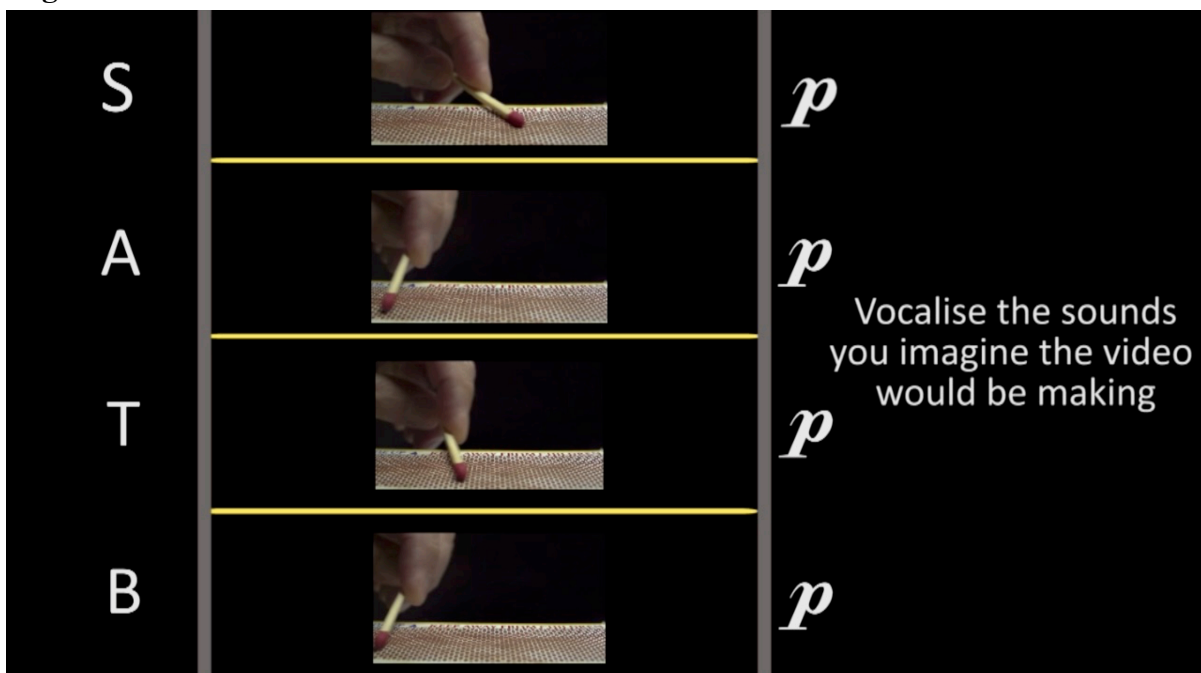 S
p
A
p
Vocalise the sounds
you imagine the video
would be making
T
p
B
p